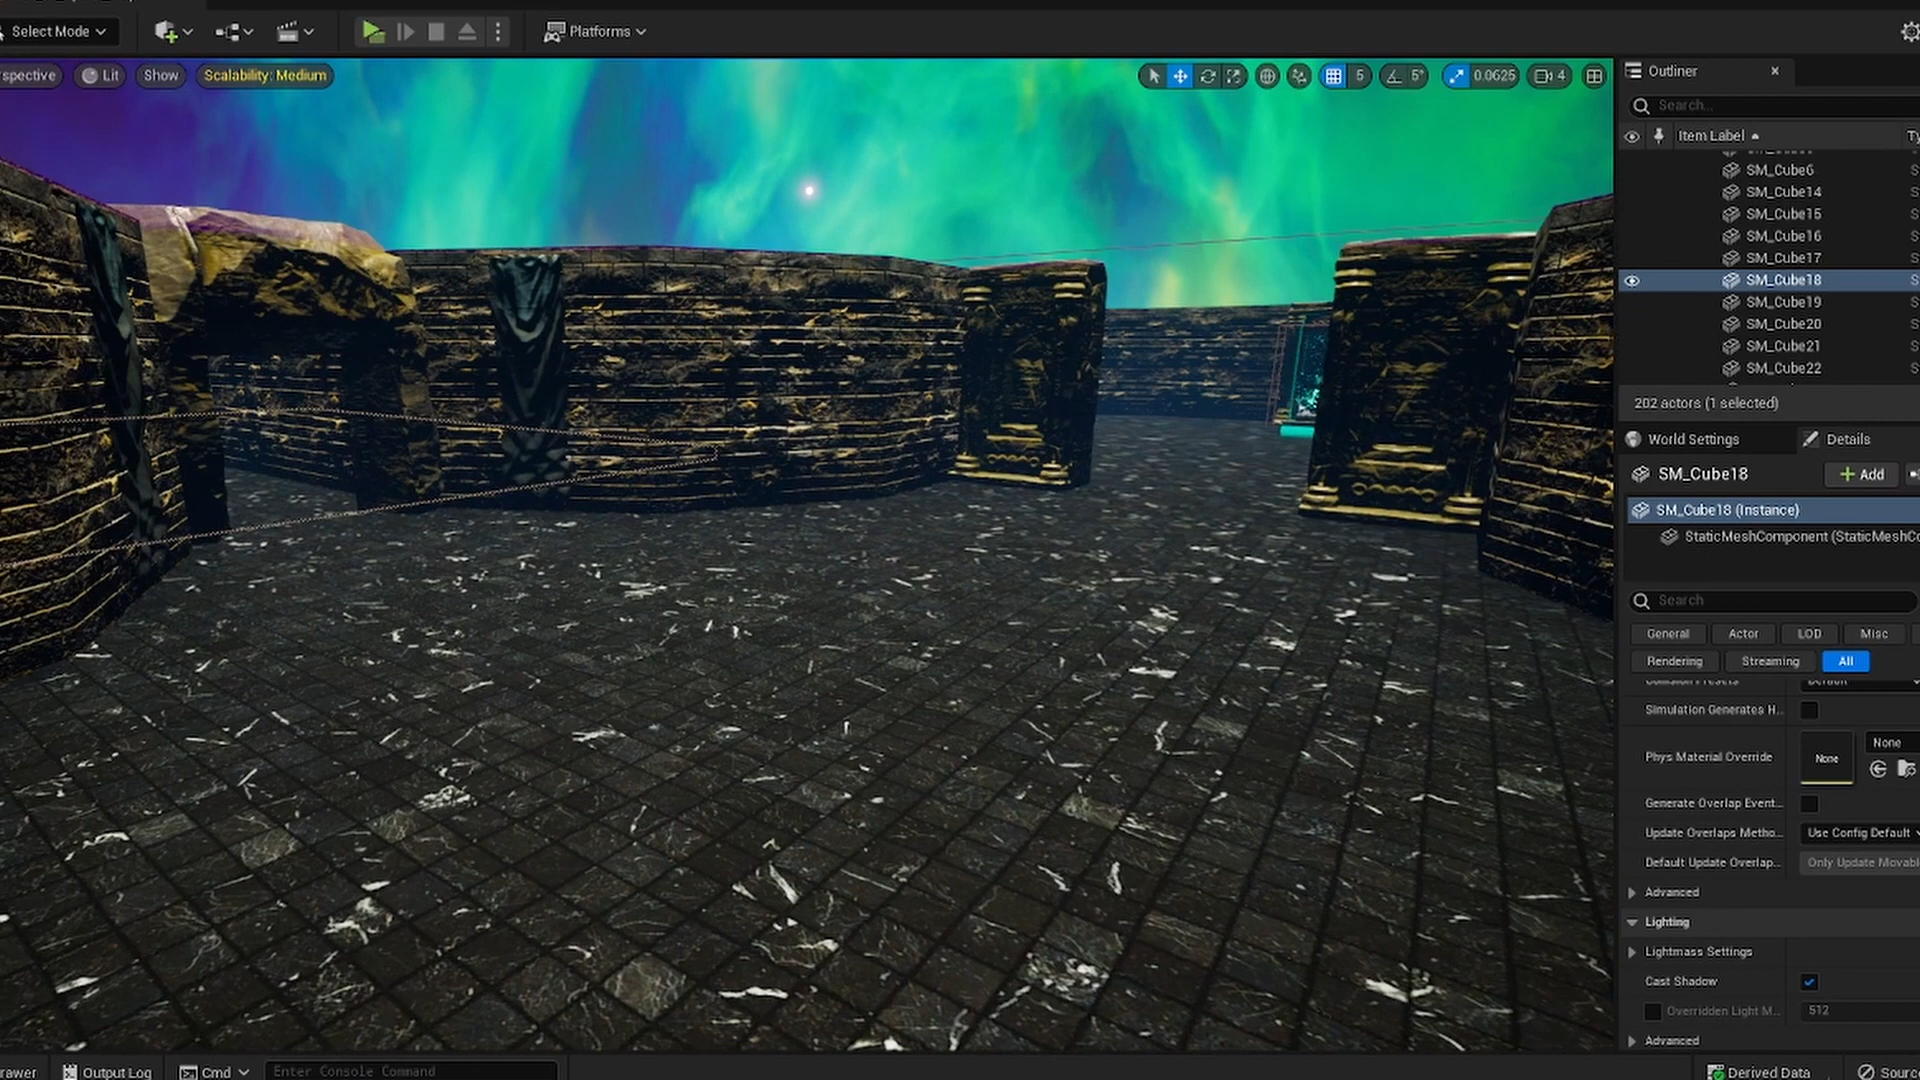 Select Mode
Platforms
spective Lit Show Scalability: Medium
5 5° 0.0625 4
Outliner
Search...
Item Label
SM_Cube6
SM_Cube14
SM_Cube15
SM_Cube16
SM_Cube17
SM_Cube18
SM_Cube19
SM_Cube20
SM_Cube21
SM_Cube22
202 actors (1 selected)
World Settings Details
SM_Cube18 Add
SM_Cube18 (Instance)
StaticMeshComponent (StaticMeshCo
Search
General Actor LOD Misc
Rendering Streaming All
Simulation Generates H...
Phys Material Override None None
Generate Overlap Event...
Update Overlaps Metho... Use Config Default
Default Update Overlap... Only Update Movabl
Advanced
Lighting
Lightmass Settings
Cast Shadow
Overridden Light M... 512
Advanced
rawer Output Log Cmd Enter Console Command Derived Data Sourc